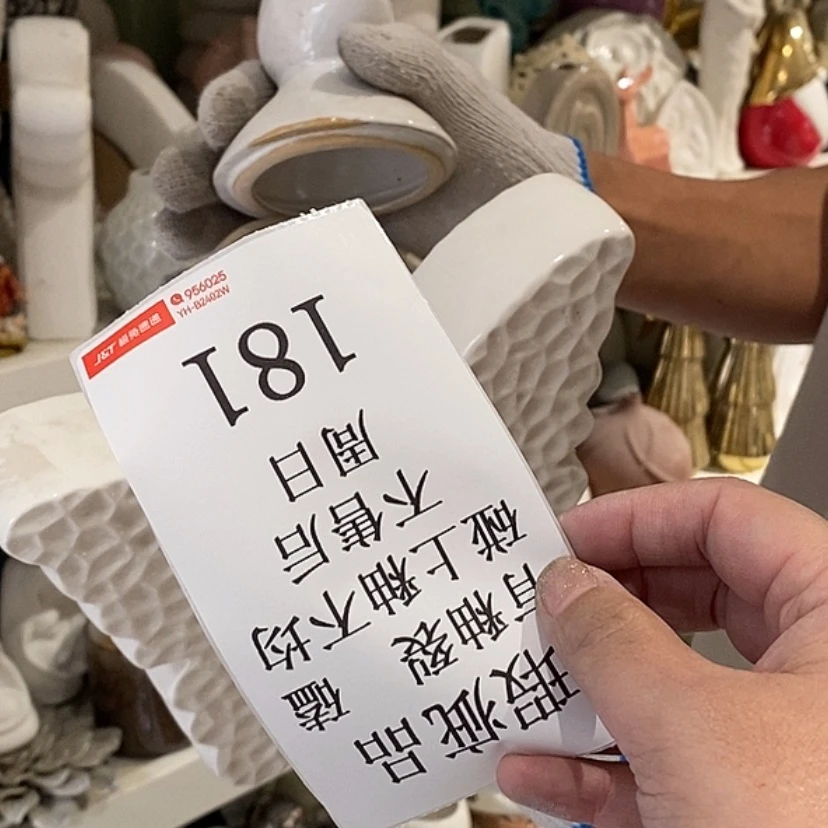 J&T 极兔速递
956025
YH-B2402W
瑕疵品
有釉裂 磕
碰 上釉不均
不售后
周日
181